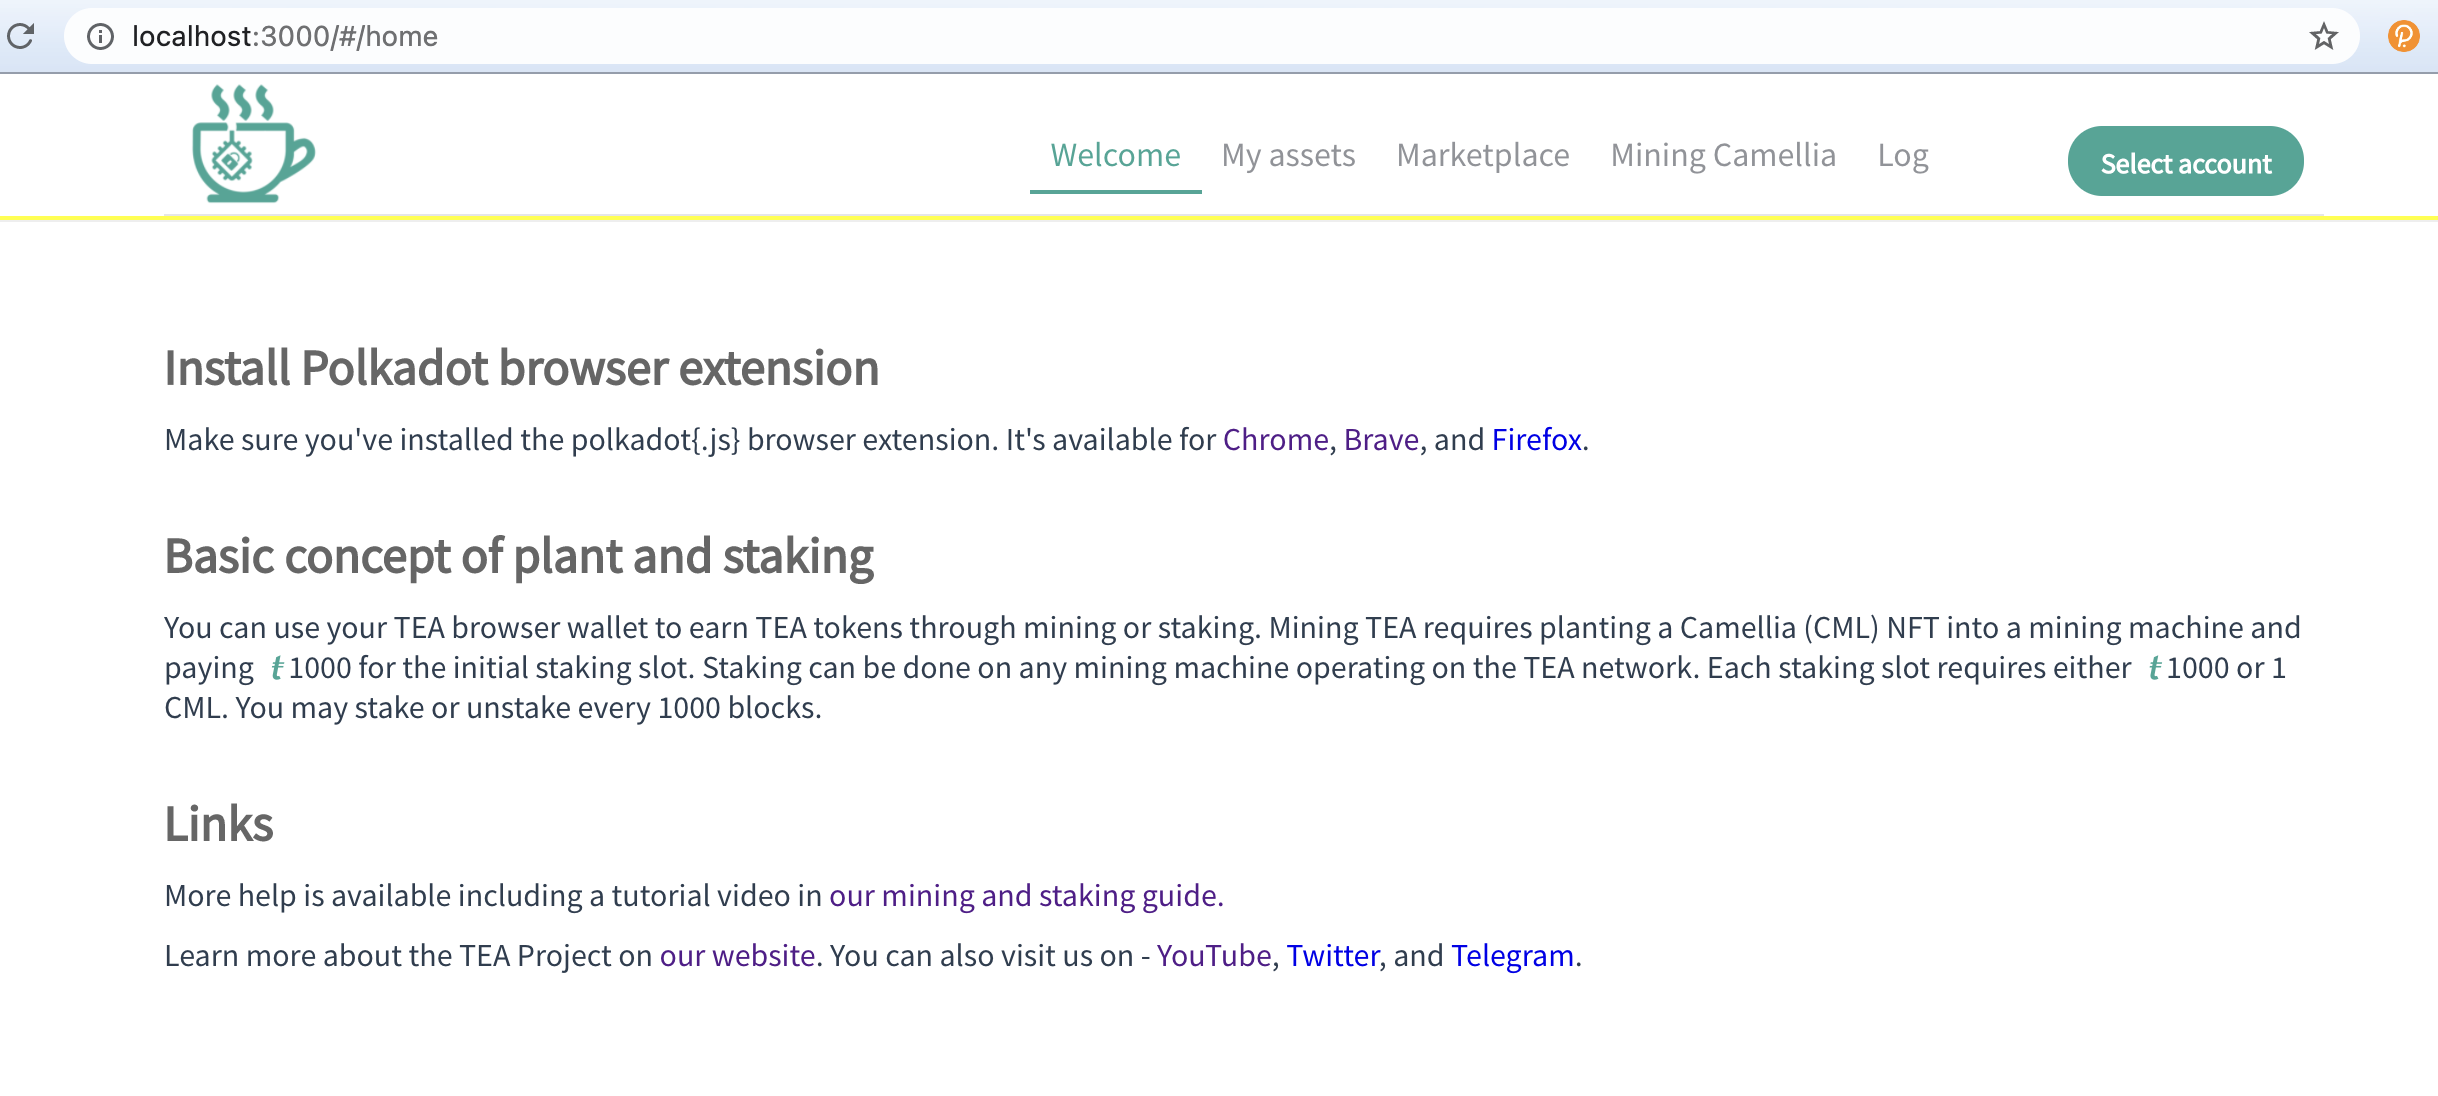 localhost:3000/#/home
Welcome My assets Marketplace Mining Camellia Log Select account
Install Polkadot browser extension
Make sure you've installed the polkadot{.js} browser extension. It's available for Chrome, Brave, and Firefox.
Basic concept of plant and staking
You can use your TEA browser wallet to earn TEA tokens through mining or staking. Mining TEA requires planting a Camellia (CML) NFT into a mining machine and
paying ŧ1000 for the initial staking slot. Staking can be done on any mining machine operating on the TEA network. Each staking slot requires either ŧ1000 or 1
CML. You may stake or unstake every 1000 blocks.
Links
More help is available including a tutorial video in our mining and staking guide.
Learn more about the TEA Project on our website. You can also visit us on - YouTube, Twitter, and Telegram.